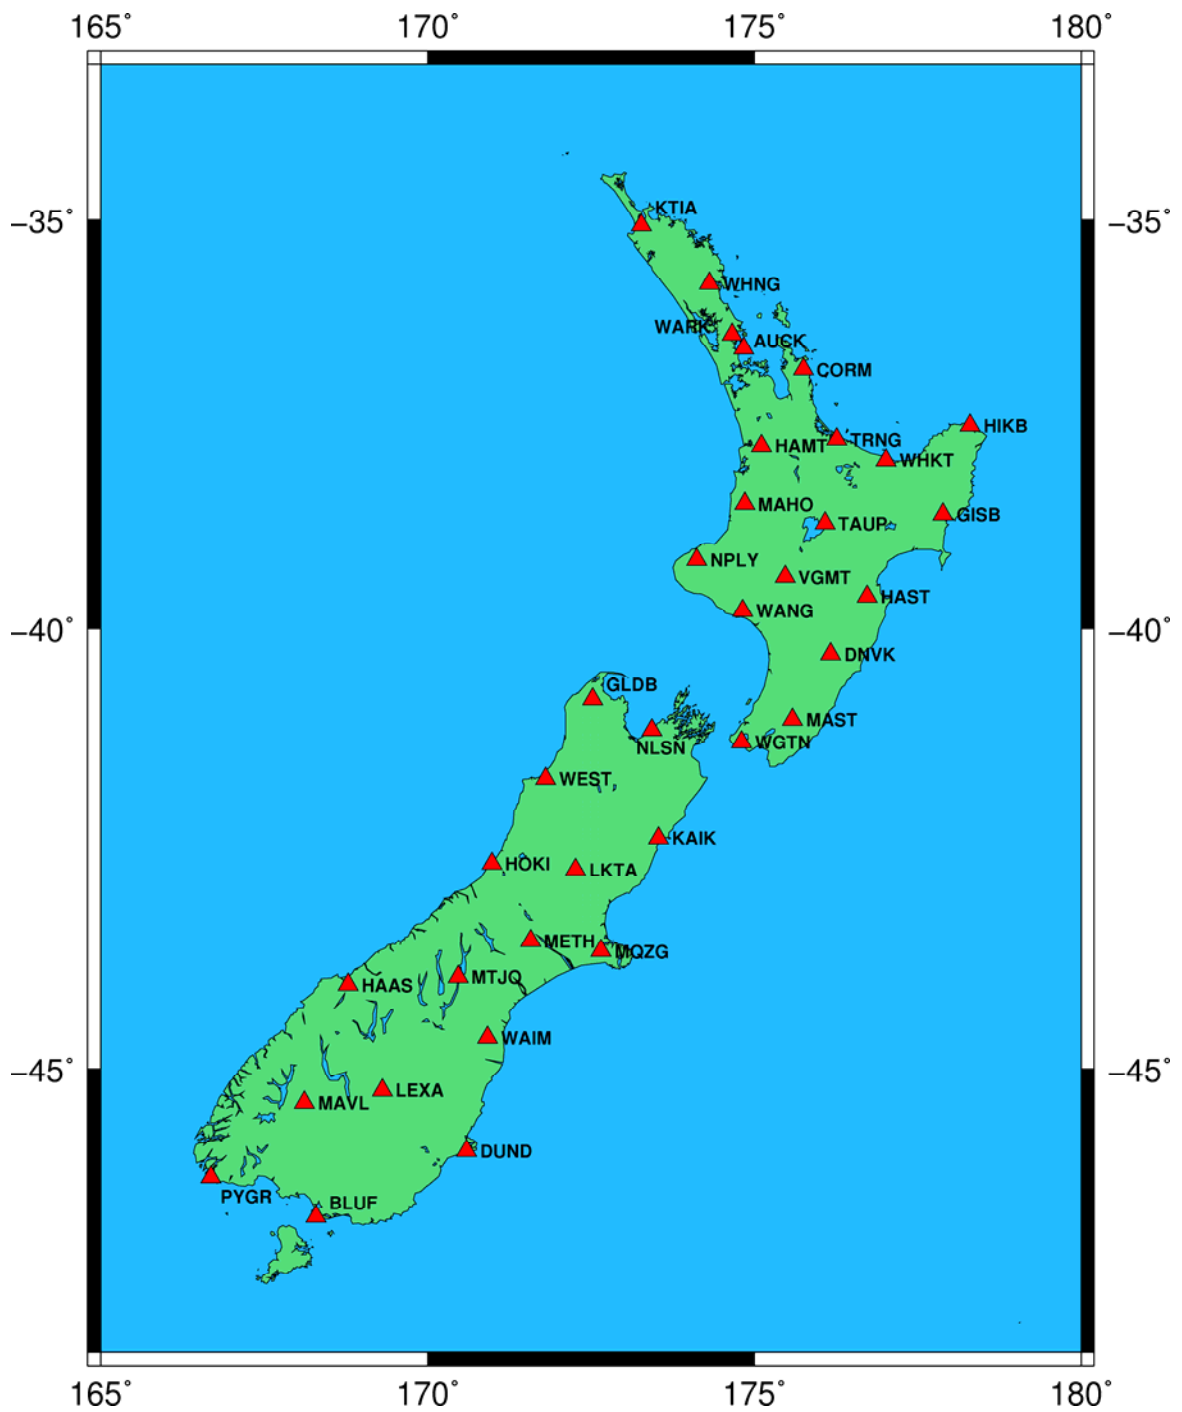 165° 170° 175° 180°
KTIA
−35° −35°
WHNG
WARK
AUCK
CORM
HIKB
TRNG
HAMT
WHKT
MAHO
GISB
TAUP
NPLY
VGMT
HAST
WANG
−40° −40°
DNVK
GLDB
MAST
WGTN
NLSN
WEST
KAIK
HOKI
LKTA
METH
MQZG
MTJO
HAAS
WAIM
−45° −45°
LEXA
MAVL
DUND
PYGR
BLUF
165° 170° 175° 180°